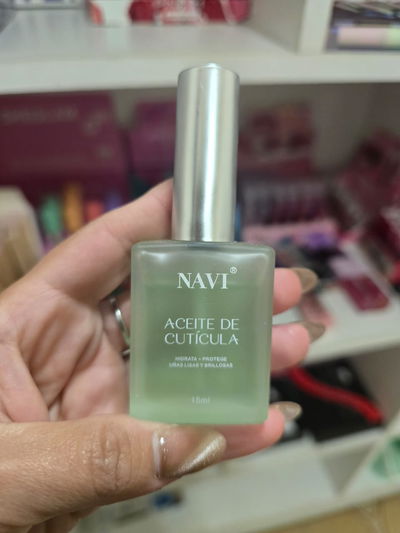 NAVI®
ACEITE DE
CUTÍCULA
HIDRATA + PROTEGE
UÑAS LISAS Y BRILLOSAS
15ml